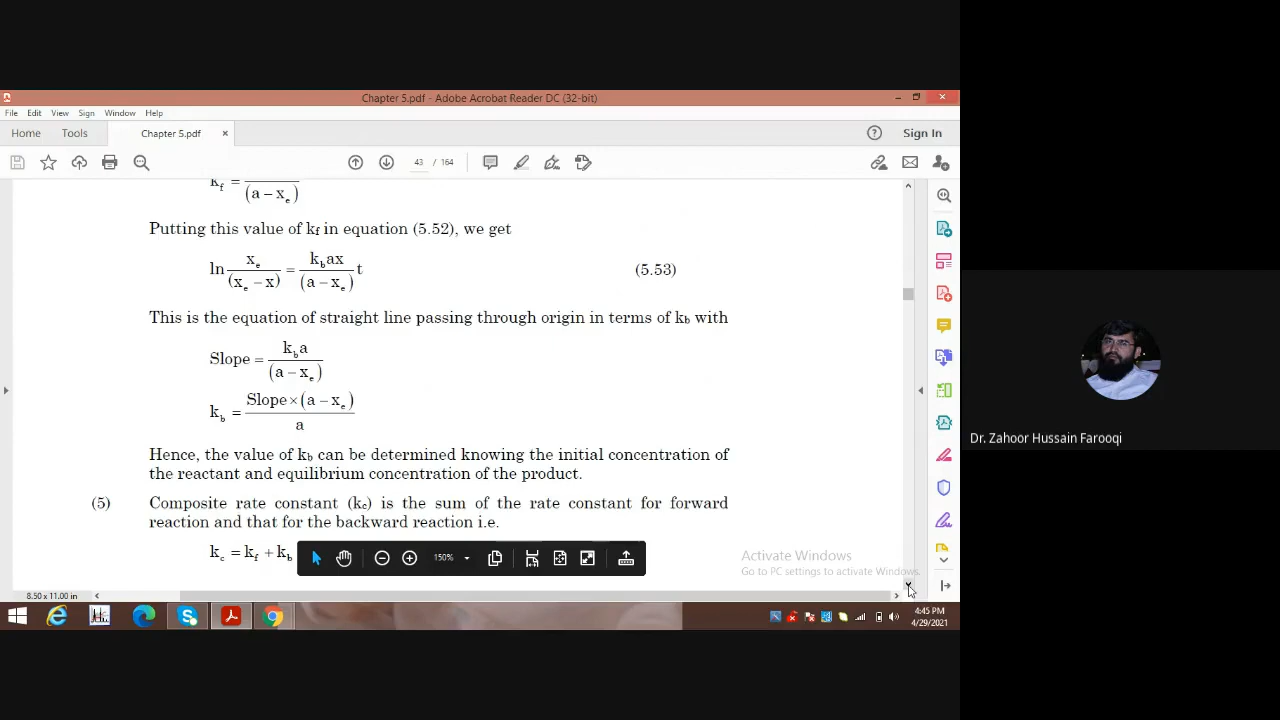 Chapter 5.pdf - Adobe Acrobat Reader DC (32-bit)
File Edit View Window Help
Home Tools Chapter 5.pdf × Sign In
43 / 164
k_f = / (a − x_e)
Putting this value of k_f in equation (5.52), we get
ln x_e / (x_e − x) = k_b ax / (a − x_e) t (5.53)
This is the equation of straight line passing through origin in terms of k_b with
Slope = k_b a / (a − x_e)
k_b = Slope × (a − x_e) / a
Hence, the value of k_b can be determined knowing the initial concentration of
the reactant and equilibrium concentration of the product.
(5) Composite rate constant (k_c) is the sum of the rate constant for forward
reaction and that for the backward reaction i.e.
k_c = k_f + k_b
150%
Activate Windows
Go to PC settings to activate Windows.
8.50 x 11.00 in
4:45 PM
4/29/2021
Dr. Zahoor Hussain Farooqi